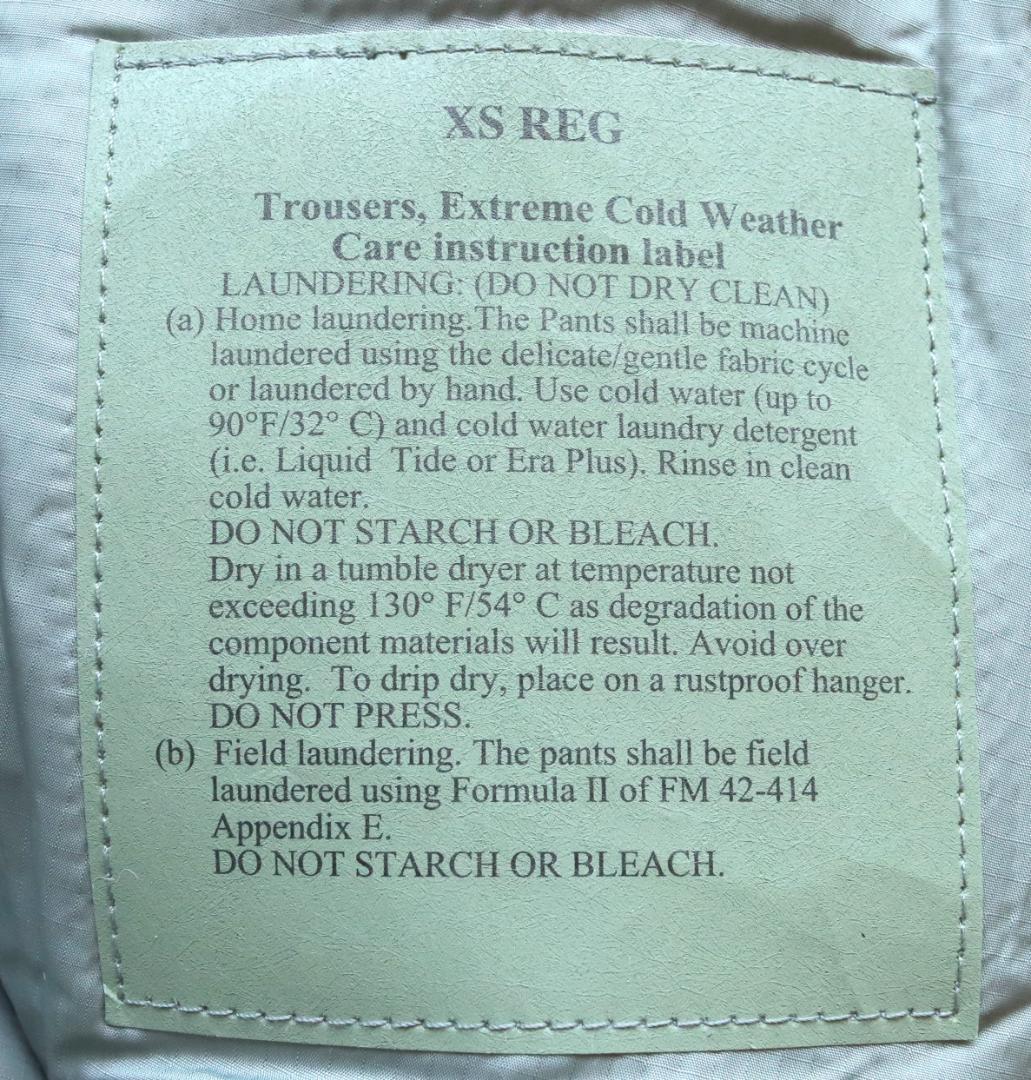 XS REG
Trousers, Extreme Cold Weather
Care instruction label
LAUNDERING: (DO NOT DRY CLEAN)
(a) Home laundering.The Pants shall be machine
laundered using the delicate/gentle fabric cycle
or laundered by hand. Use cold water (up to
90°F/32° C) and cold water laundry detergent
(i.e. Liquid  Tide or Era Plus). Rinse in clean
cold water.
DO NOT STARCH OR BLEACH.
Dry in a tumble dryer at temperature not
exceeding 130° F/54° C as degradation of the
component materials will result. Avoid over
drying.  To drip dry, place on a rustproof hanger.
DO NOT PRESS.
(b) Field laundering. The pants shall be field
laundered using Formula II of FM 42-414
Appendix E.
DO NOT STARCH OR BLEACH.